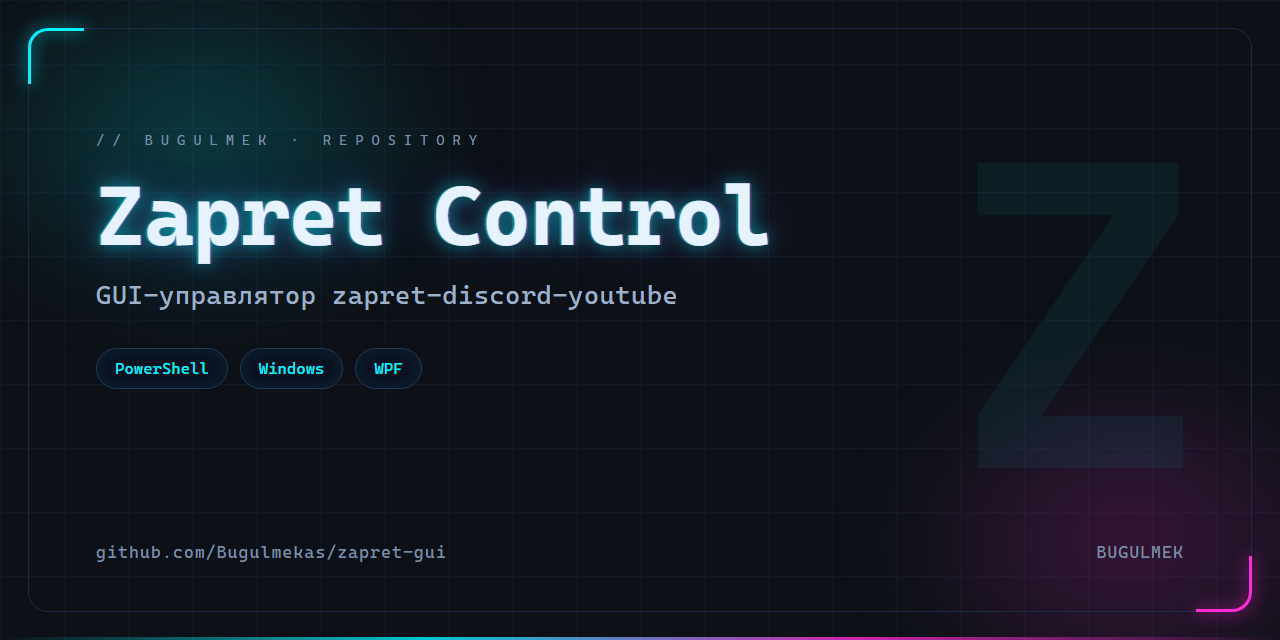 // BUGULMEK · REPOSITORY
Zapret Control
GUI-управлятор zapret-discord-youtube
PowerShell Windows WPF
Z
github.com/Bugulmekas/zapret-gui
BUGULMEK